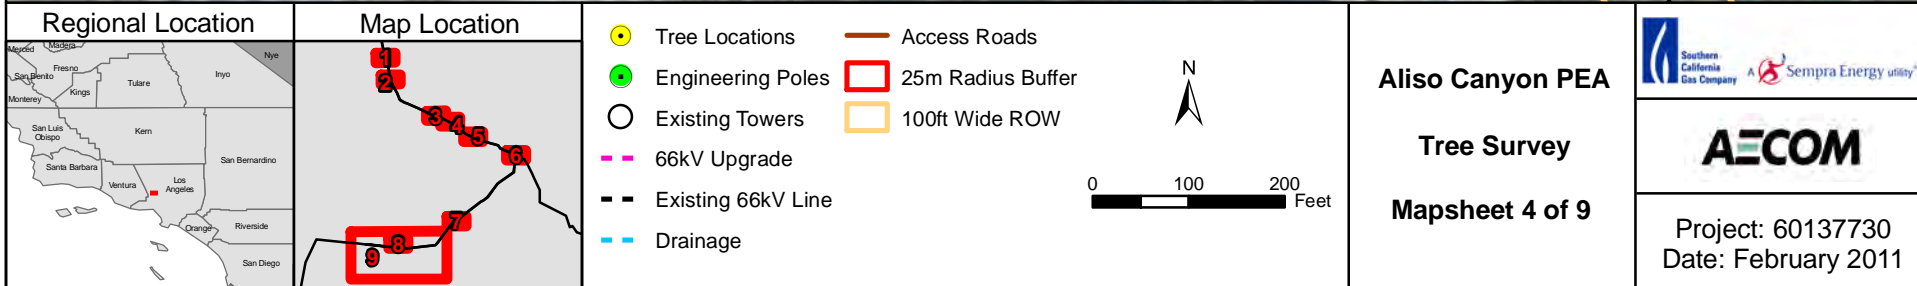 Regional Location
Merced
Madera
Nye
Fresno
San Benito
Inyo
Tulare
Kings
Monterey
San Luis
Obispo
Kern
Santa Barbara
San Bernardino
Ventura
Los
Angeles
Orange
Riverside
San Diego
Map Location
1
2
3
4
5
6
7
8
9
Tree Locations
Engineering Poles
Existing Towers
66kV Upgrade
Existing 66kV Line
Drainage
Access Roads
25m Radius Buffer
100ft Wide ROW
N
0 100 200
Feet
Aliso Canyon PEA
Tree Survey
Mapsheet 4 of 9
Southern
California
Gas Company
A Sempra Energy utility
AECOM
Project: 60137730
Date: February 2011